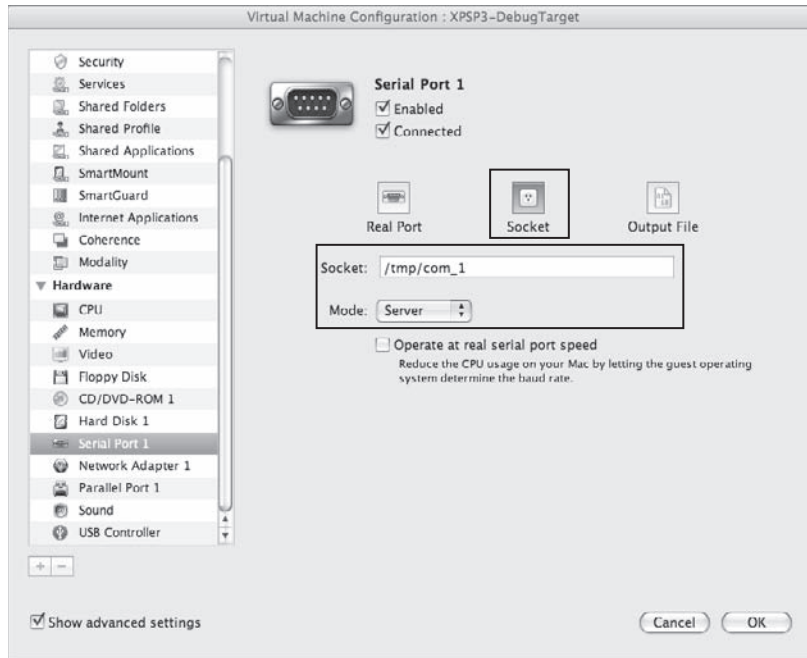 Virtual Machine Configuration : XPSP3-DebugTarget
Security
Services
Shared Folders
Shared Profile
Shared Applications
SmartMount
SmartGuard
Internet Applications
Coherence
Modality
Hardware
CPU
Memory
Video
Floppy Disk
CD/DVD-ROM 1
Hard Disk 1
Serial Port 1
Network Adapter 1
Parallel Port 1
Sound
USB Controller
+ −
Show advanced settings
Serial Port 1
Enabled
Connected
Real Port
Socket
Output File
Socket: /tmp/com_1
Mode: Server
Operate at real serial port speed
Reduce the CPU usage on your Mac by letting the guest operating
system determine the baud rate.
Cancel
OK